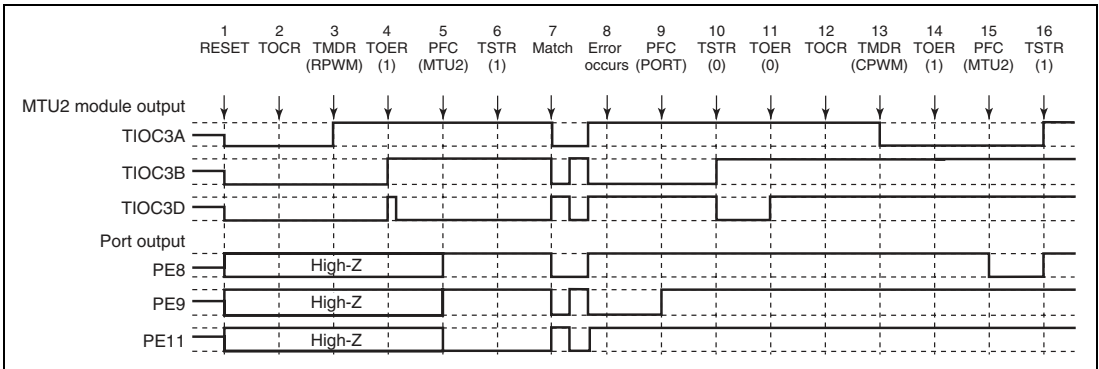 1 2 3 4 5 6 7 8 9 10 11 12 13 14 15 16
RESET TOCR TMDR TOER PFC TSTR Match Error PFC TSTR TOER TOCR TMDR TOER PFC TSTR
(RPWM) (1) (MTU2) (1) occurs (PORT) (0) (0) (CPWM) (1) (MTU2) (1)
MTU2 module output
TIOC3A
TIOC3B
TIOC3D
Port output
PE8 High-Z
PE9 High-Z
PE11 High-Z